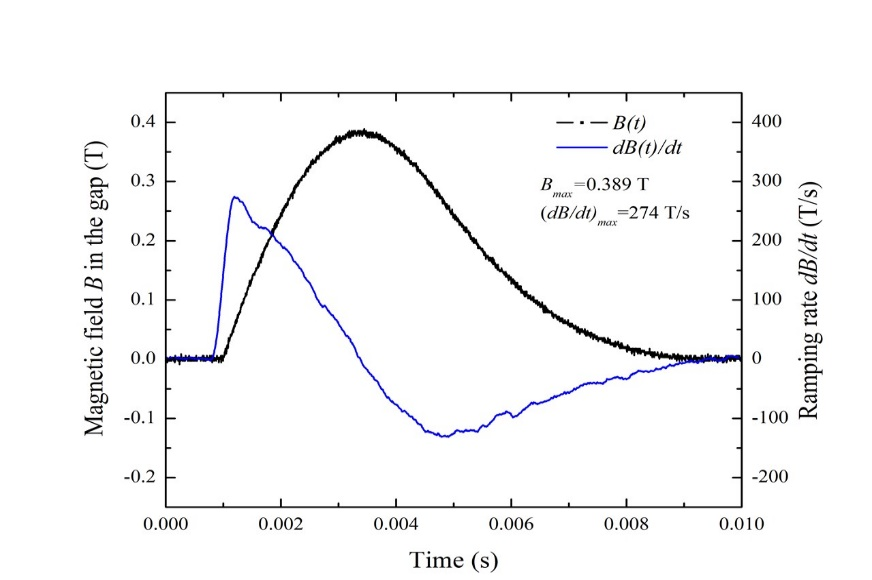 B(t)
dB(t)/dt
Bmax=0.389 T
(dB/dt)max=274 T/s
0.4
0.3
0.2
0.1
0.0
-0.1
-0.2
400
300
200
100
0
-100
-200
0.000 0.002 0.004 0.006 0.008 0.010
Magnetic field B in the gap (T)
Ramping rate dB/dt (T/s)
Time (s)